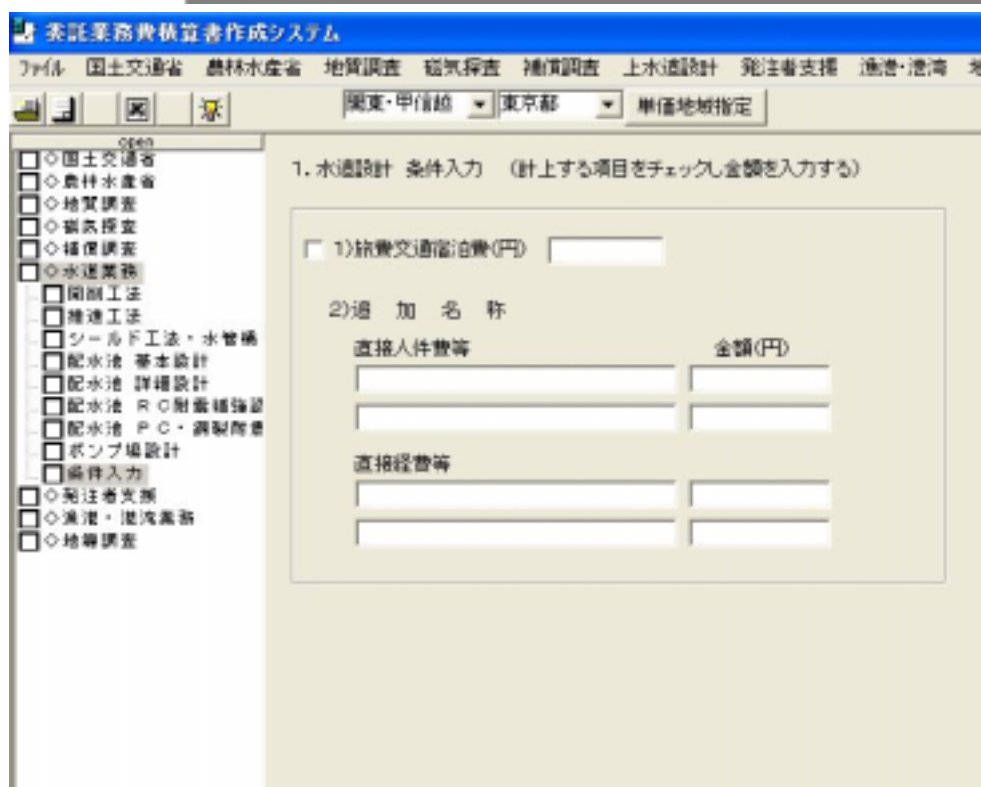 委託業務費積算書作成システム
ファイル 国土交通省 農林水産省 地質調査 磁気探査 補償調査 上水道設計 発注者支援 漁港・港湾
関東・甲信越 東京都 単価地域指定
open
◇国土交通省
◇農林水産省
◇地質調査
◇磁気探査
◇補償調査
◇水道業務
開削工法
推進工法
シールド工法・水管橋
配水池 基本設計
配水池 詳細設計
配水池 RC耐震補強設
配水池 PC・鋼製耐震
ポンプ場設計
条件入力
◇発注者支援
◇漁港・港湾業務
◇地籍調査
1.水道設計 条件入力 (計上する項目をチェックし金額を入力する)
1)旅費交通宿泊費(円)
2)追 加 名 称
直接人件費等 金額(円)
直接経費等